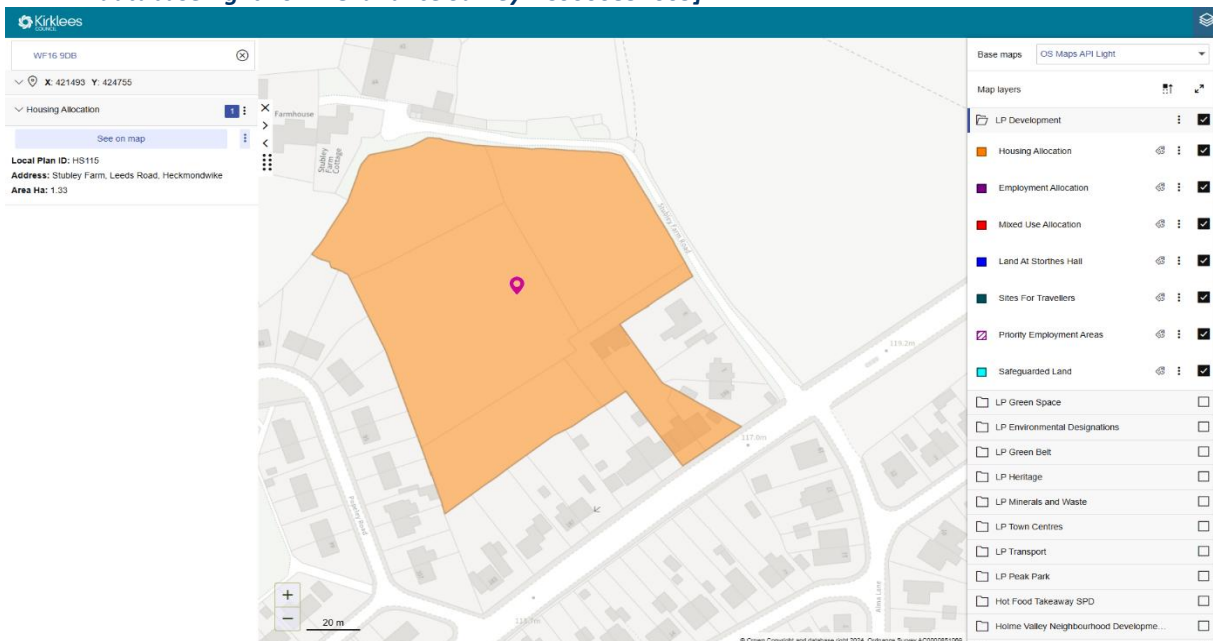 Kirklees
COUNCIL
WF16 9DB
X: 421493 Y: 424755
Housing Allocation
1
See on map
Local Plan ID: HS115
Address: Stubley Farm, Leeds Road, Heckmondwike
Area Ha: 1.33
Farmhouse
Stubley
Farm
Cottage
Stubley Farm Road
119.2m
117.0m
Alma Lane
20 m
Base maps
OS Maps API Light
Map layers
LP Development
Housing Allocation
Employment Allocation
Mixed Use Allocation
Land At Storthes Hall
Sites For Travellers
Priority Employment Areas
Safeguarded Land
LP Green Space
LP Environmental Designations
LP Green Belt
LP Heritage
LP Minerals and Waste
LP Town Centres
LP Transport
LP Peak Park
Hot Food Takeaway SPD
Holme Valley Neighbourhood Developme...